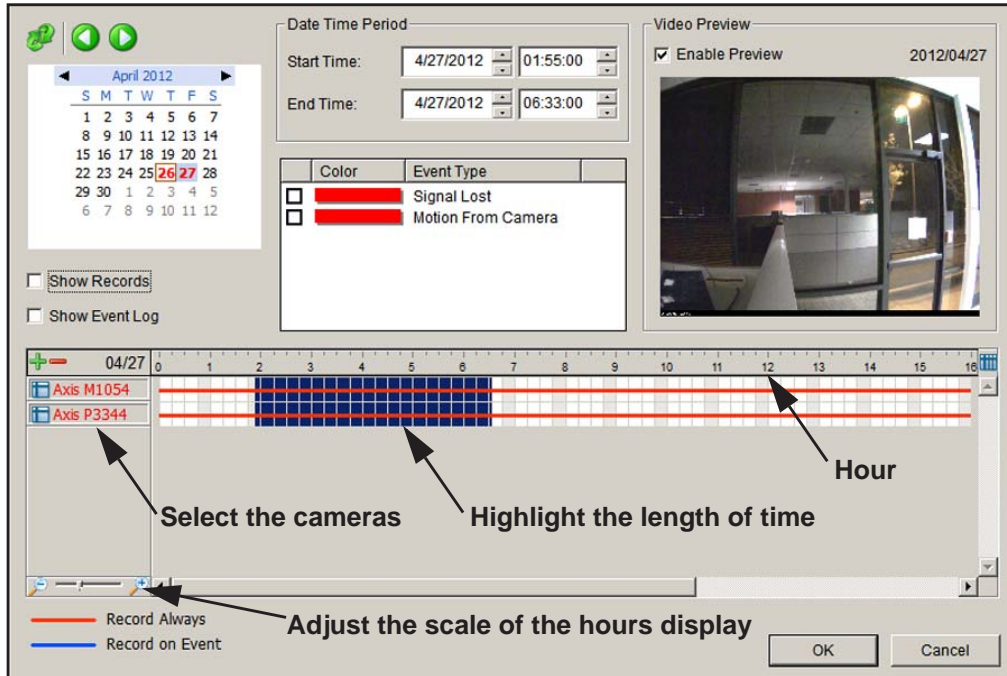 Date Time Period
Video Preview
Start Time: 4/27/2012 01:55:00
End Time: 4/27/2012 06:33:00
Enable Preview 2012/04/27
April 2012
S M T W T F S
1 2 3 4 5 6 7
8 9 10 11 12 13 14
15 16 17 18 19 20 21
22 23 24 25 26 27 28
29 30 1 2 3 4 5
6 7 8 9 10 11 12
Color Event Type
Signal Lost
Motion From Camera
Show Records
Show Event Log
04/27 0 1 2 3 4 5 6 7 8 9 10 11 12 13 14 15 16
Axis M1054
Axis P3344
Hour
Select the cameras
Highlight the length of time
Adjust the scale of the hours display
Record Always
Record on Event
OK
Cancel